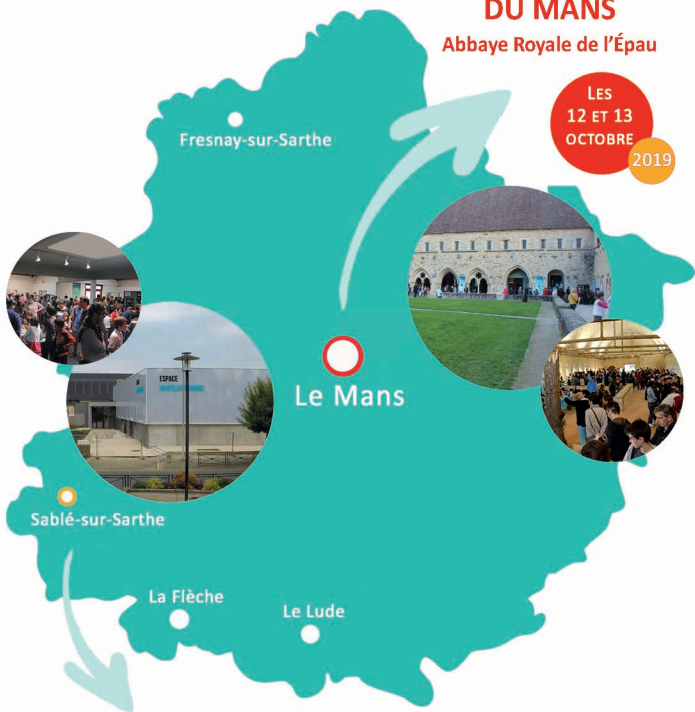 DU MANS
Abbaye Royale de l'Épau
LES
12 ET 13
OCTOBRE
2019
Fresnay-sur-Sarthe
ESPACE
Le Mans
Sablé-sur-Sarthe
La Flèche
Le Lude